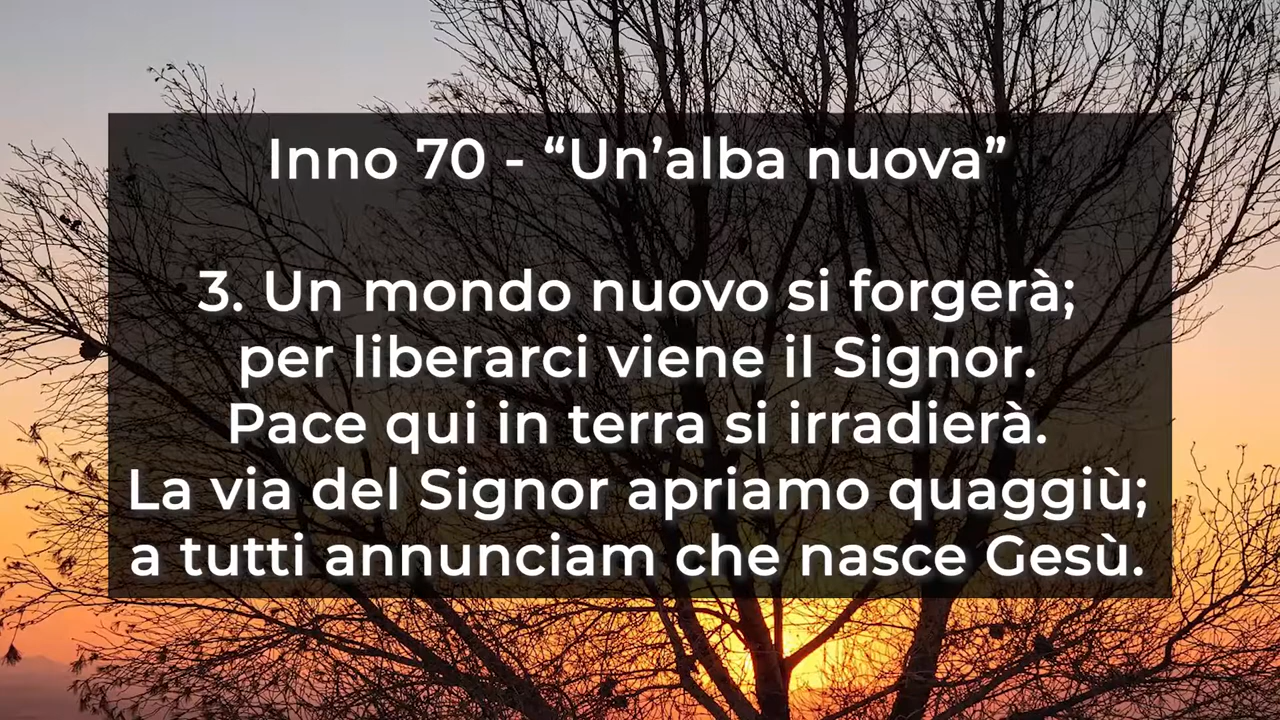 Inno 70 - “Un’alba nuova”
3. Un mondo nuovo si forgerà;
per liberarci viene il Signor.
Pace qui in terra si irradierà.
La via del Signor apriamo quaggiù;
a tutti annunciam che nasce Gesù.